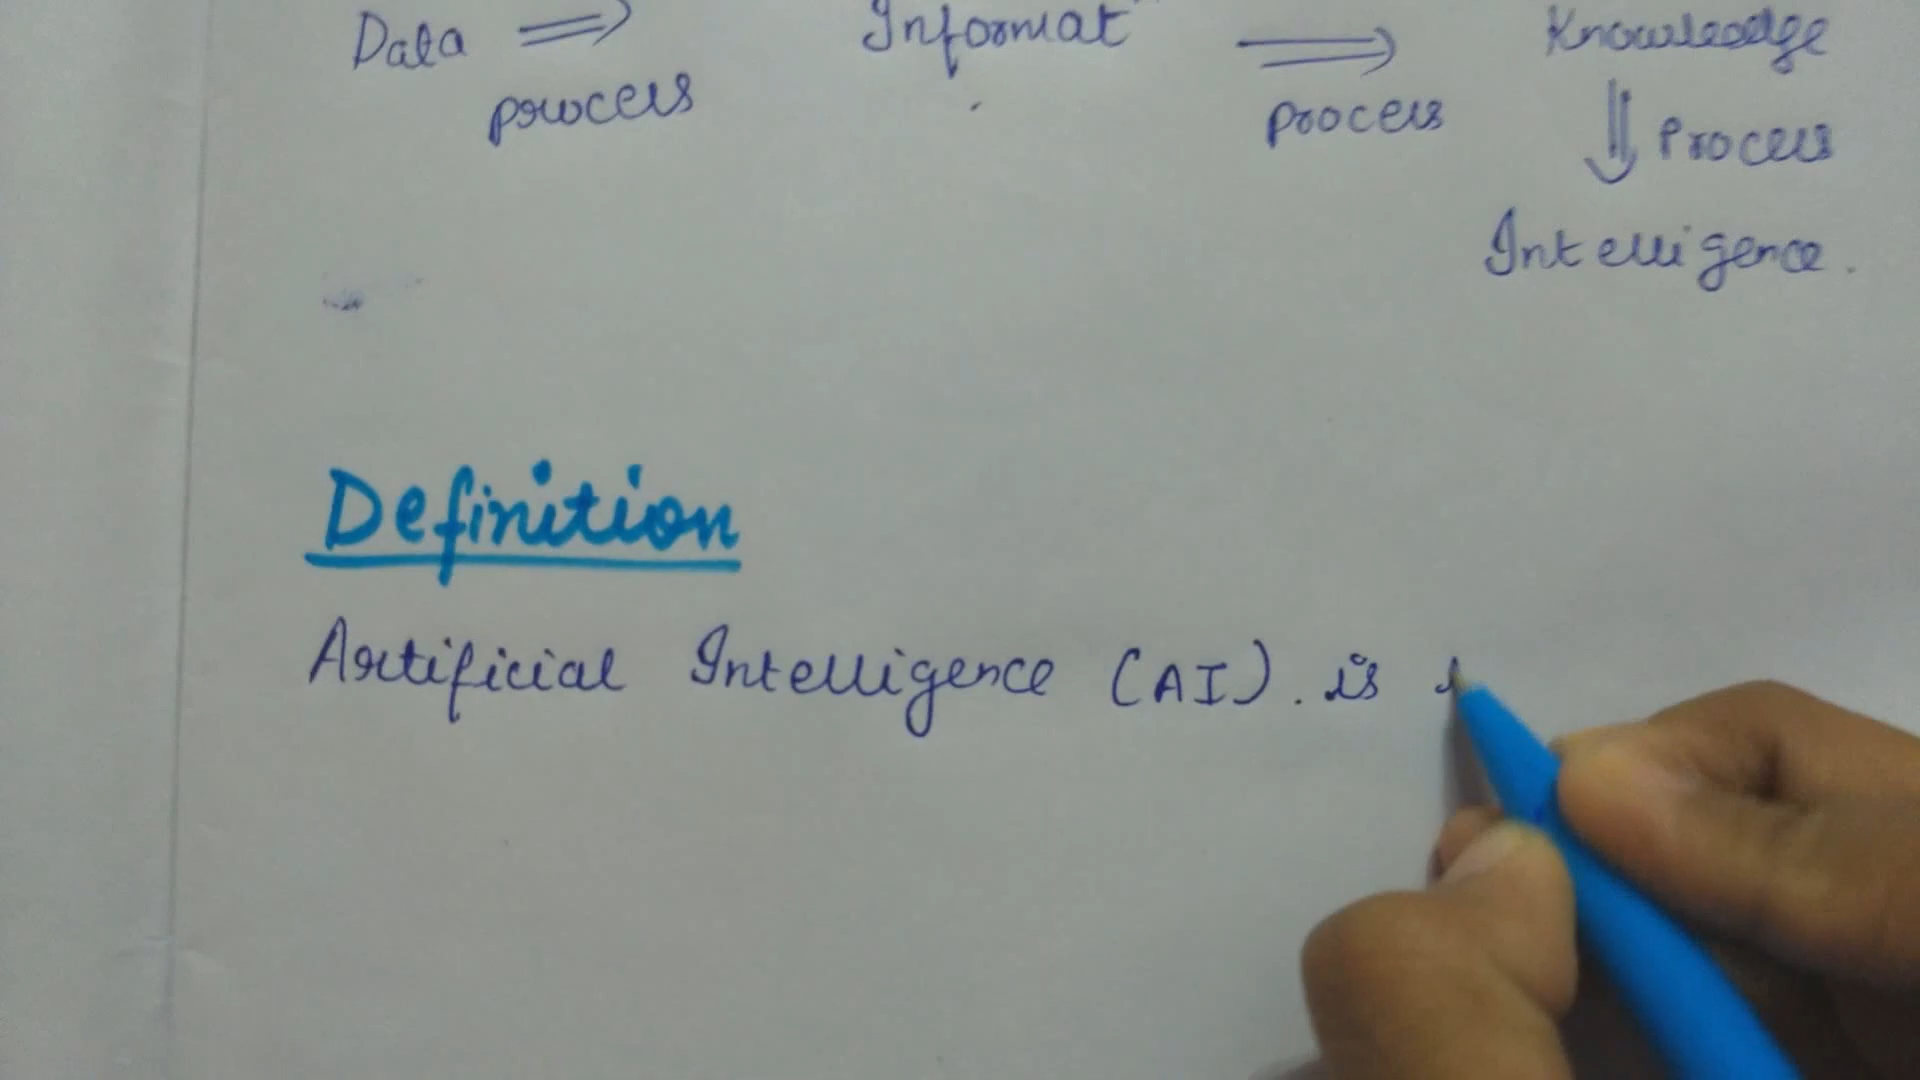 Data ⇒ Informat ⇒ Knowledge
process process ⇓ Process
Intelligence.
Definition
Artificial Intelligence (AI). is